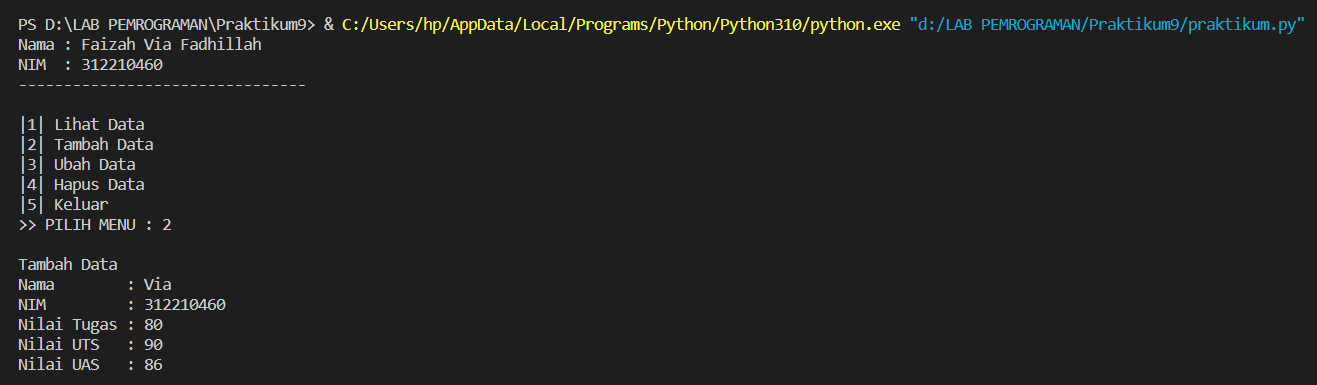 PS D:\LAB PEMROGRAMAN\Praktikum9> & C:/Users/hp/AppData/Local/Programs/Python/Python310/python.exe "d:/LAB PEMROGRAMAN/Praktikum9/praktikum.py"
Nama : Faizah Via Fadhillah
NIM  : 312210460
--------------------------------
|1| Lihat Data
|2| Tambah Data
|3| Ubah Data
|4| Hapus Data
|5| Keluar
>> PILIH MENU : 2
Tambah Data
Nama        : Via
NIM         : 312210460
Nilai Tugas : 80
Nilai UTS   : 90
Nilai UAS   : 86